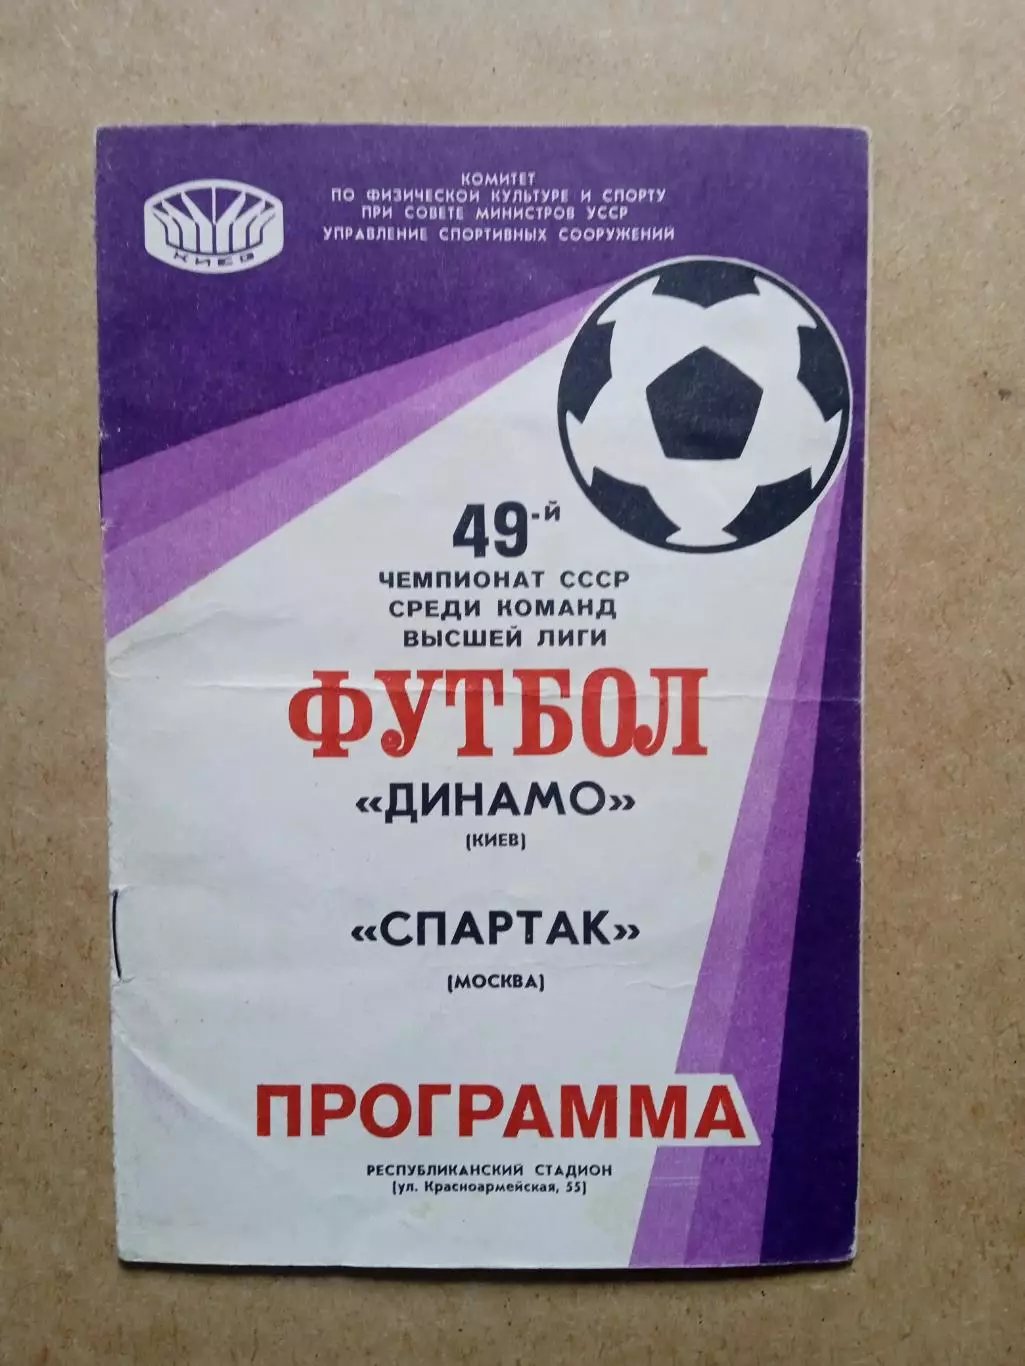 КОМИТЕТ
ПО ФИЗИЧЕСКОЙ КУЛЬТУРЕ И СПОРТУ
ПРИ СОВЕТЕ МИНИСТРОВ УССР
УПРАВЛЕНИЕ СПОРТИВНЫХ СООРУЖЕНИЙ
КИЕВ
49-й
ЧЕМПИОНАТ СССР
СРЕДИ КОМАНД
ВЫСШЕЙ ЛИГИ
ФУТБОЛ
«ДИНАМО»
(КИЕВ)
«СПАРТАК»
(МОСКВА)
ПРОГРАММА
РЕСПУБЛИКАНСКИЙ СТАДИОН
(ул. Красноармейская, 55)